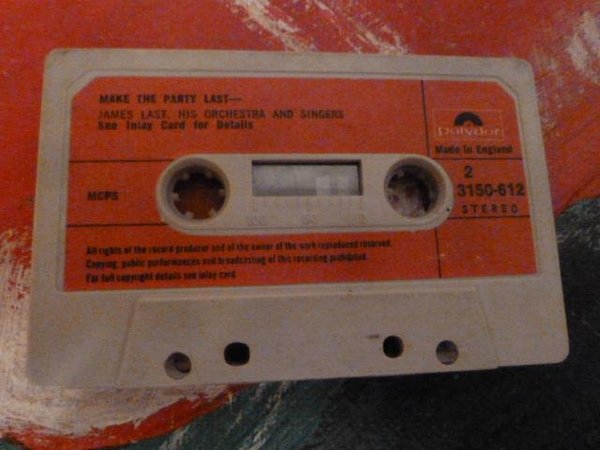 MAKE THE PARTY LAST—
JAMES LAST, HIS ORCHESTRA AND SINGERS
See Inlay Card for Details
Polydor
Made in England
MCPS
2
3150-612
STEREO
All rights of the record producer and of the owner of the work reproduced reserved.
Copying, public performances and broadcasting of this recording prohibited.
For full copyright details see inlay card